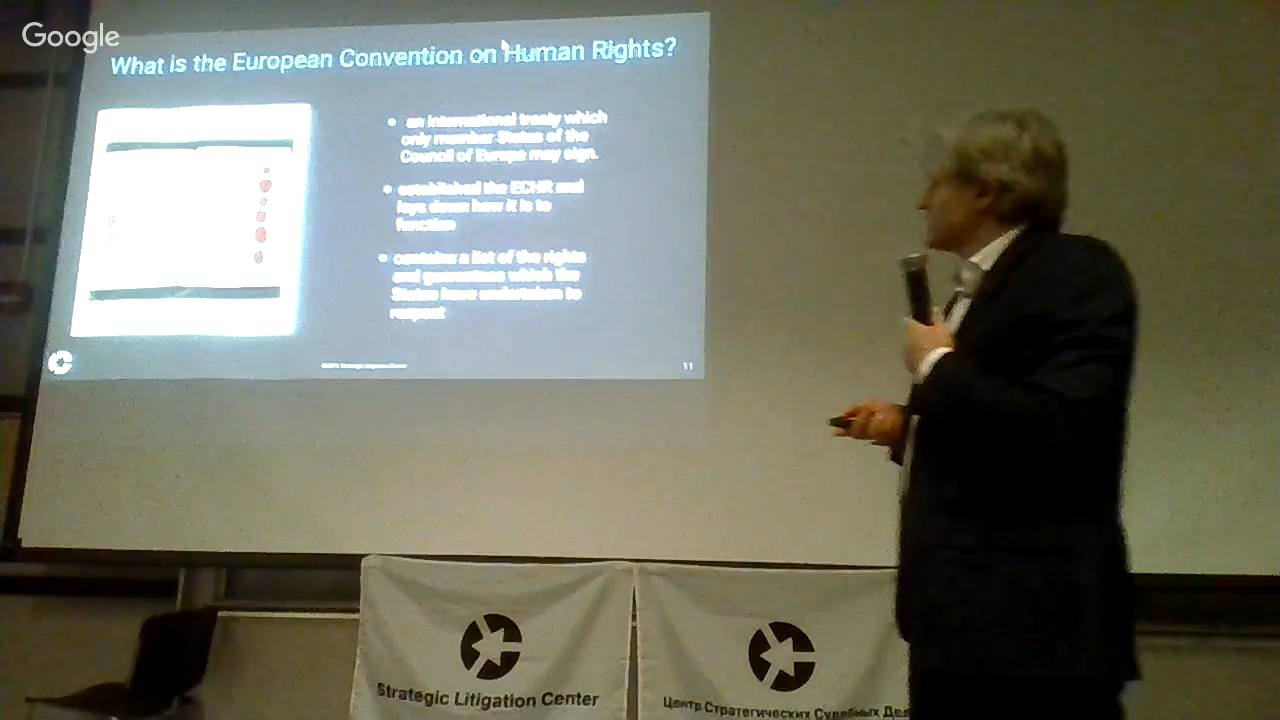 Google
What is the European Convention on Human Rights?
• an international treaty which
only member States of the
Council of Europe may sign.
• established the ECHR and
lays down how it is to
function
• contains a list of the rights
and guarantees which the
States have undertaken to
respect
11
Strategic Litigation Center
Центр Стратегических Судебных Дел